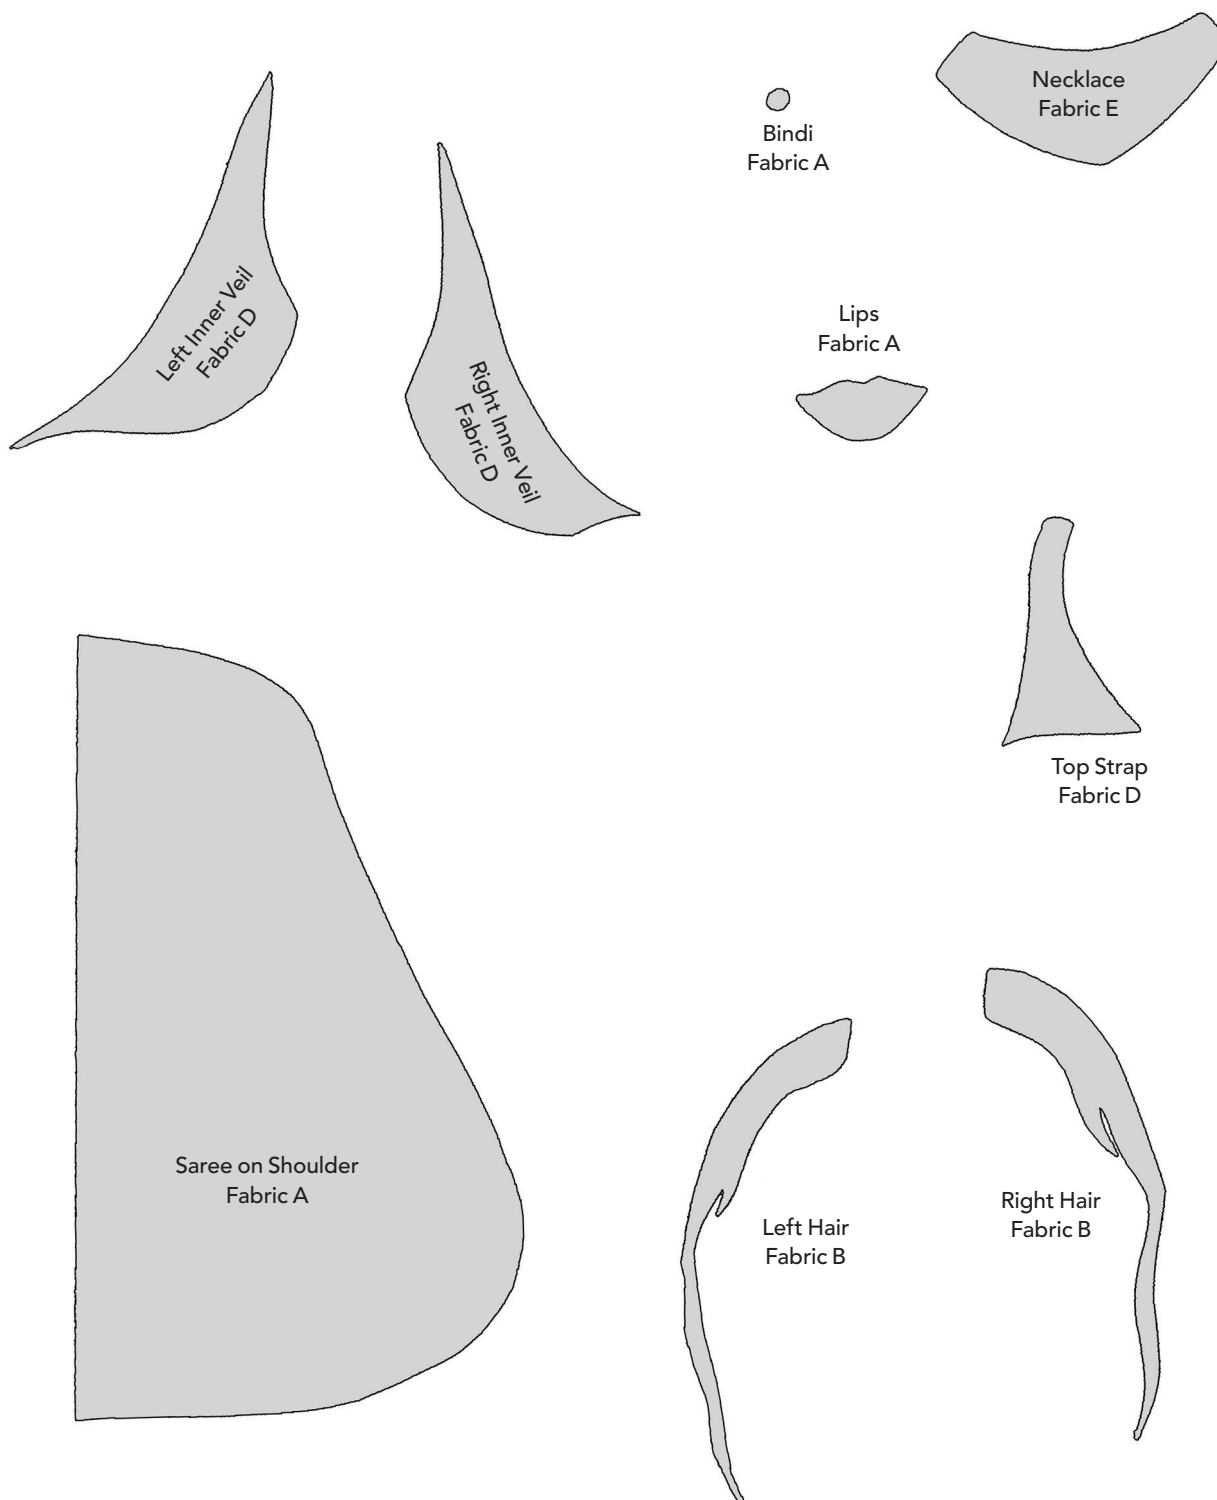 Necklace
Fabric E
Bindi
Fabric A
Left Inner Veil
Fabric D
Right Inner Veil
Fabric D
Lips
Fabric A
Top Strap
Fabric D
Saree on Shoulder
Fabric A
Left Hair
Fabric B
Right Hair
Fabric B